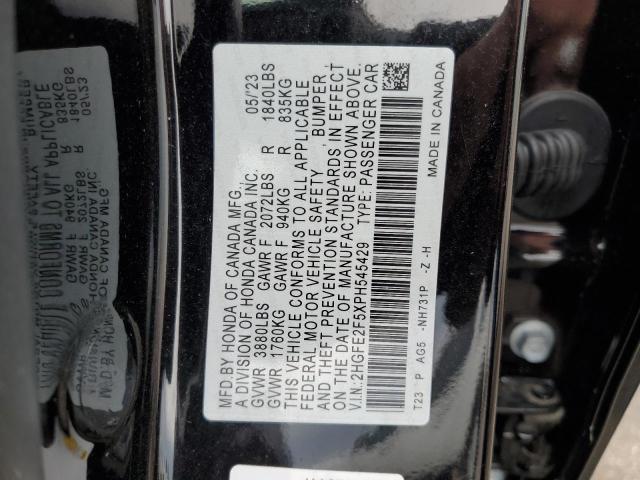 MFD.BY HONDA OF CANADA MFG., 05/'23
A DIVISION OF HONDA CANADA INC.
GVWR 3880LBS GAWR F 2072LBS R 1840LBS
GVWR 1760KG GAWR F 940KG R 835KG
THIS VEHICLE CONFORMS TO ALL APPLICABLE
FEDERAL MOTOR VEHICLE SAFETY, BUMPER
AND THEFT PREVENTION STANDARDS, IN EFFECT
ON THE DATE OF MANUFACTURE SHOWN ABOVE.
V.I.N.:2HGFE2F5XPH545429 TYPE:PASSENGER CAR
T23 P AG5 -NH731P -Z -H MADE IN CANADA